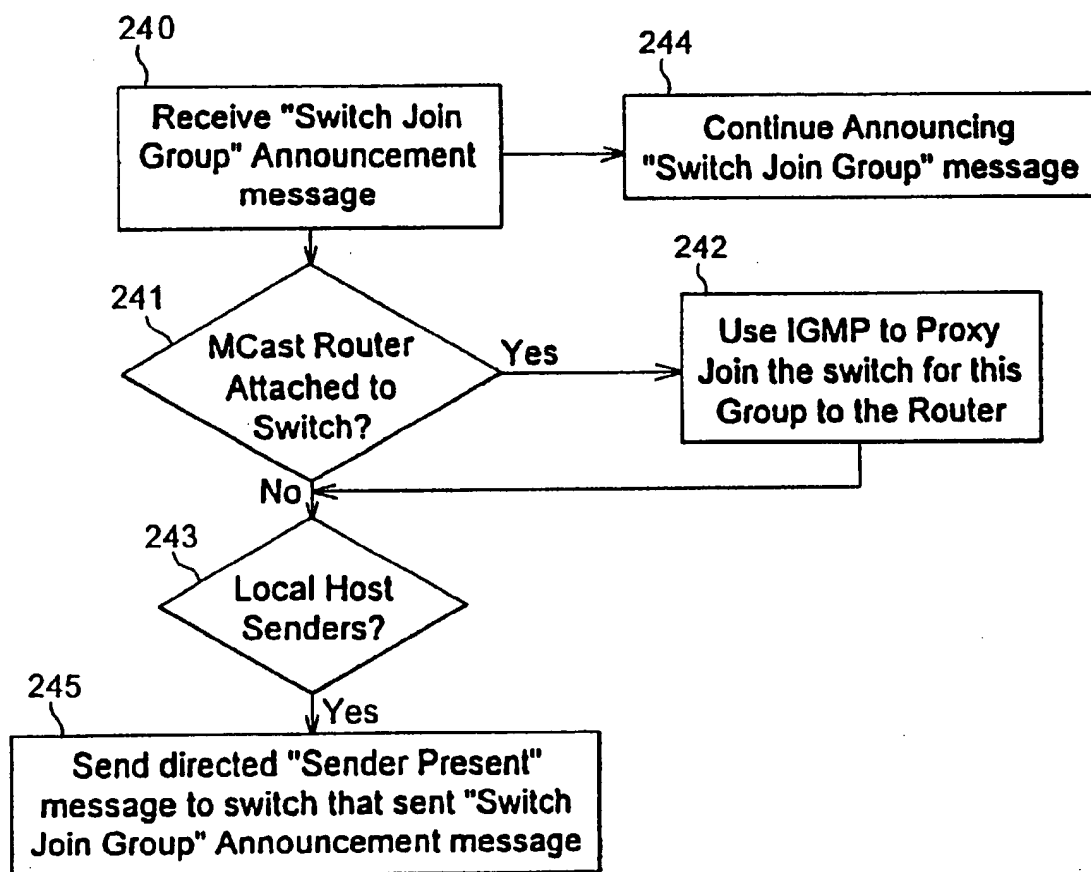 240
Receive "Switch Join
Group" Announcement
message
244
Continue Announcing
"Switch Join Group" message
241
MCast Router
Attached to
Switch?
Yes
242
Use IGMP to Proxy
Join the switch for this
Group to the Router
No
243
Local Host
Senders?
Yes
245
Send directed "Sender Present"
message to switch that sent "Switch
Join Group" Announcement message